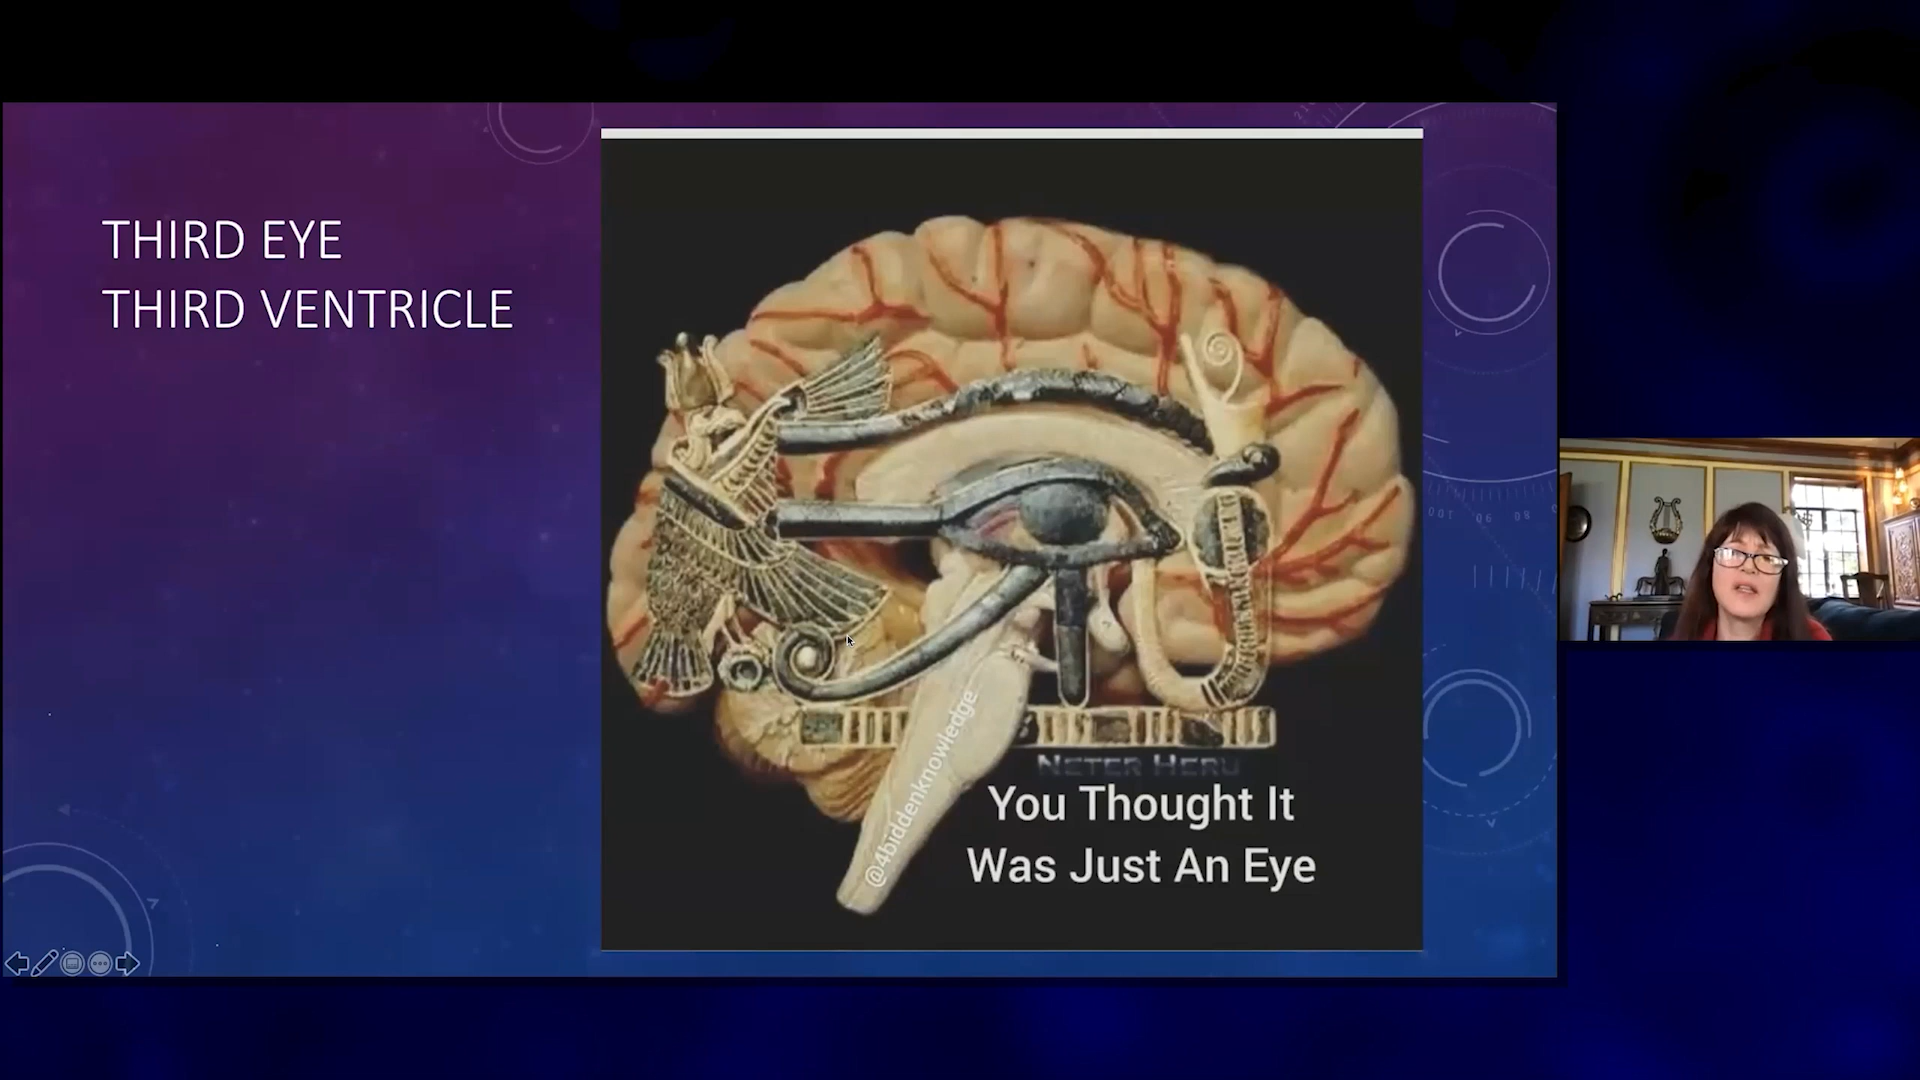 THIRD EYE
THIRD VENTRICLE
@4biddenknowledge
NETER HERU
You Thought It
Was Just An Eye